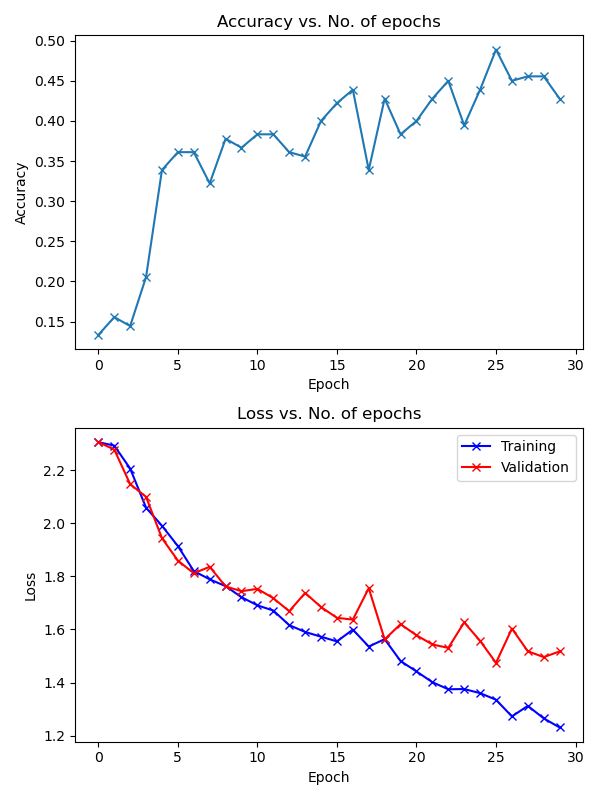 Accuracy vs. No. of epochs
0.50
0.45
0.40
0.35
0.30
0.25
0.20
0.15
Accuracy
0 5 10 15 20 25 30
Epoch
Loss vs. No. of epochs
Training
Validation
2.2
2.0
1.8
1.6
1.4
1.2
Loss
0 5 10 15 20 25 30
Epoch